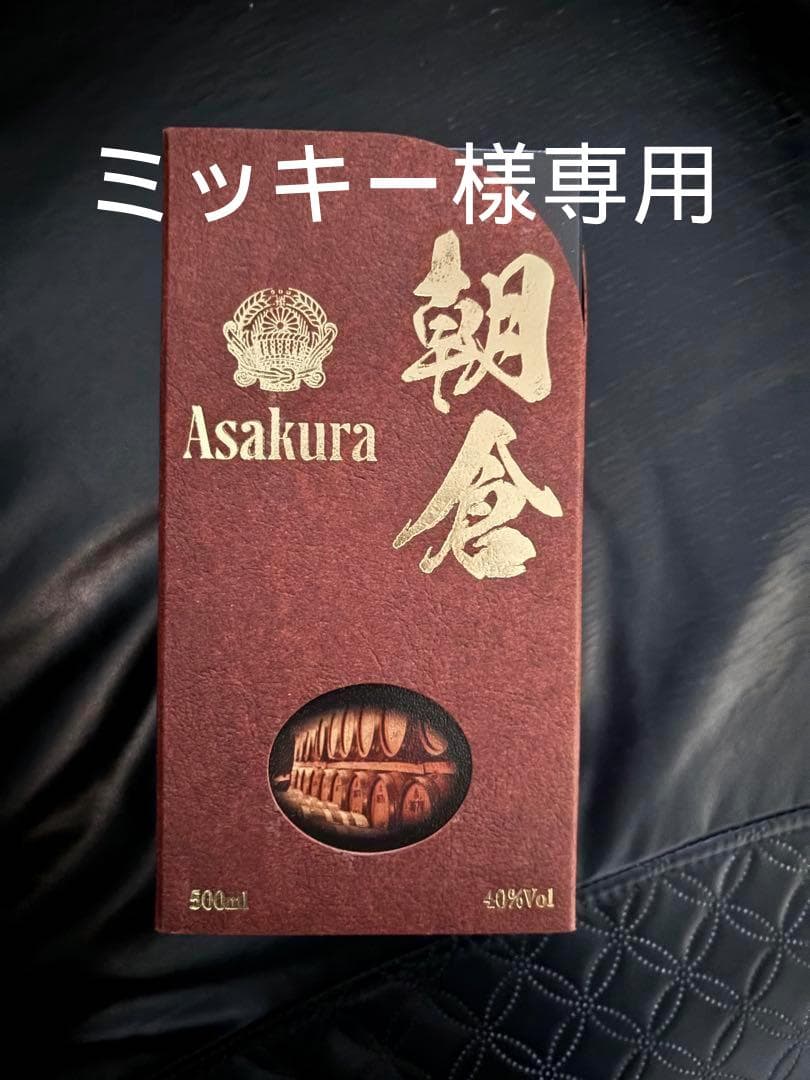 ミッキー様専用
朝倉
Asakura
500ml
40%Vol